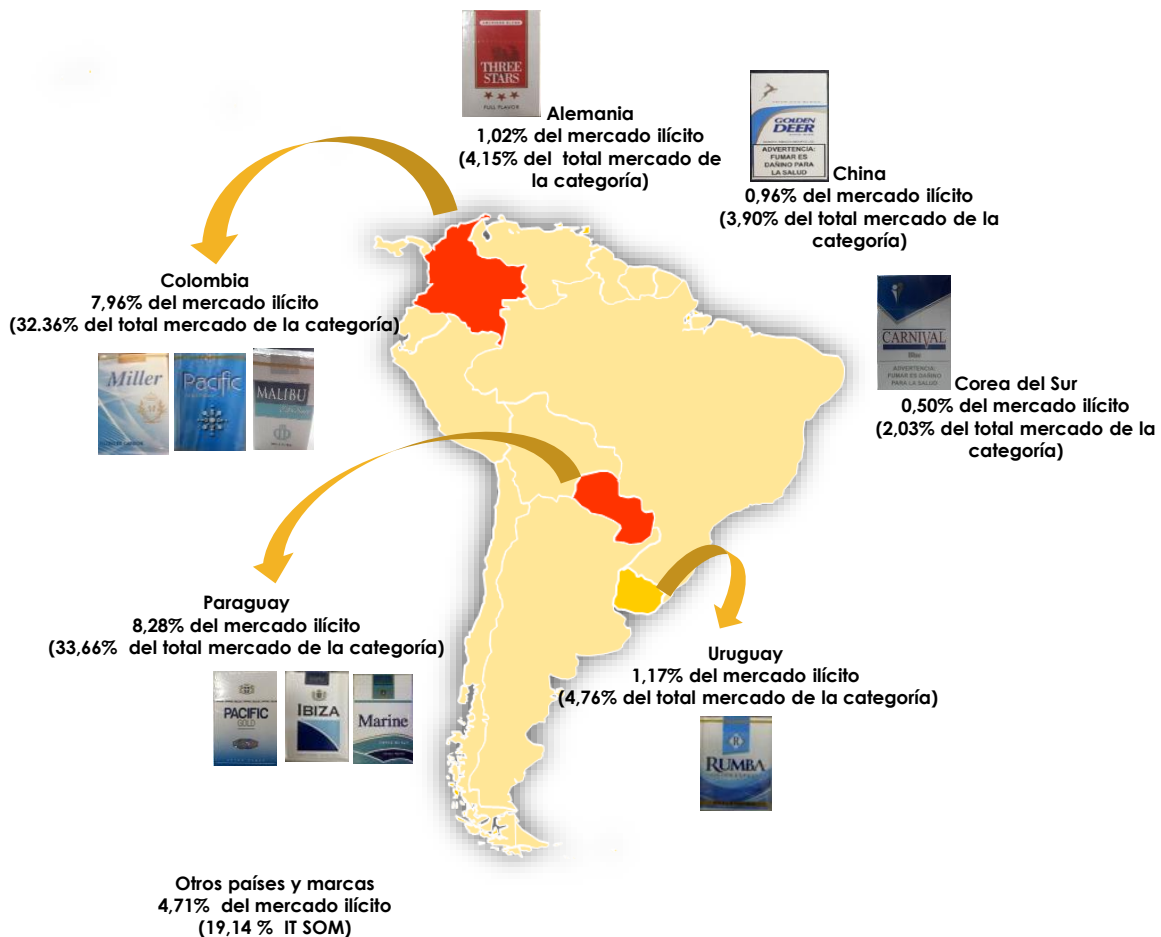 AMERICAN BLEND
THREE
STARS
FULL FLAVOR
Alemania
1,02% del mercado ilícito
(4,15% del total mercado de
la categoría)
GOLDEN
DEER
ADVERTENCIA:
FUMAR ES
DAÑINO PARA
LA SALUD
China
0,96% del mercado ilícito
(3,90% del total mercado de la
categoría)
Colombia
7,96% del mercado ilícito
(32.36% del total mercado de la categoría)
Miller
Pacific
MALIBU
CARNIVAL
Blue
ADVERTENCIA:
FUMAR ES DAÑINO
PARA LA SALUD
Corea del Sur
0,50% del mercado ilícito
(2,03% del total mercado de la
categoría)
Paraguay
8,28% del mercado ilícito
(33,66% del total mercado de la categoría)
PACIFIC
GOLD
IBIZA
Marine
Uruguay
1,17% del mercado ilícito
(4,76% del total mercado de la categoría)
R
RUMBA
Otros países y marcas
4,71% del mercado ilícito
(19,14 % IT SOM)